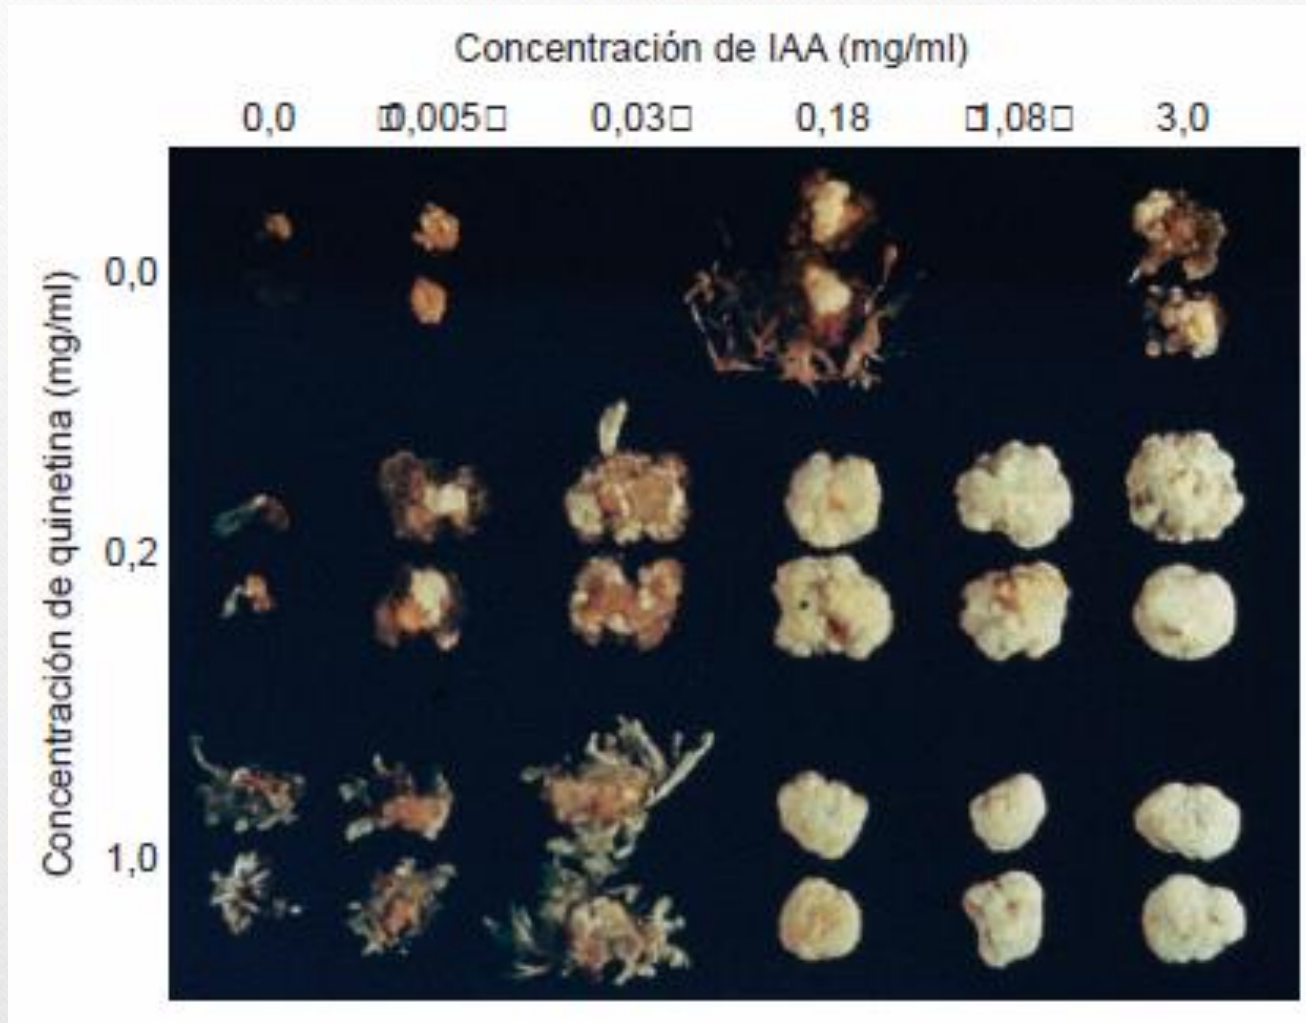 Concentración de IAA (mg/ml)
0,0 0,005 0,03 0,18 1,08 3,0
Concentración de quinetina (mg/ml)
0,0
0,2
1,0